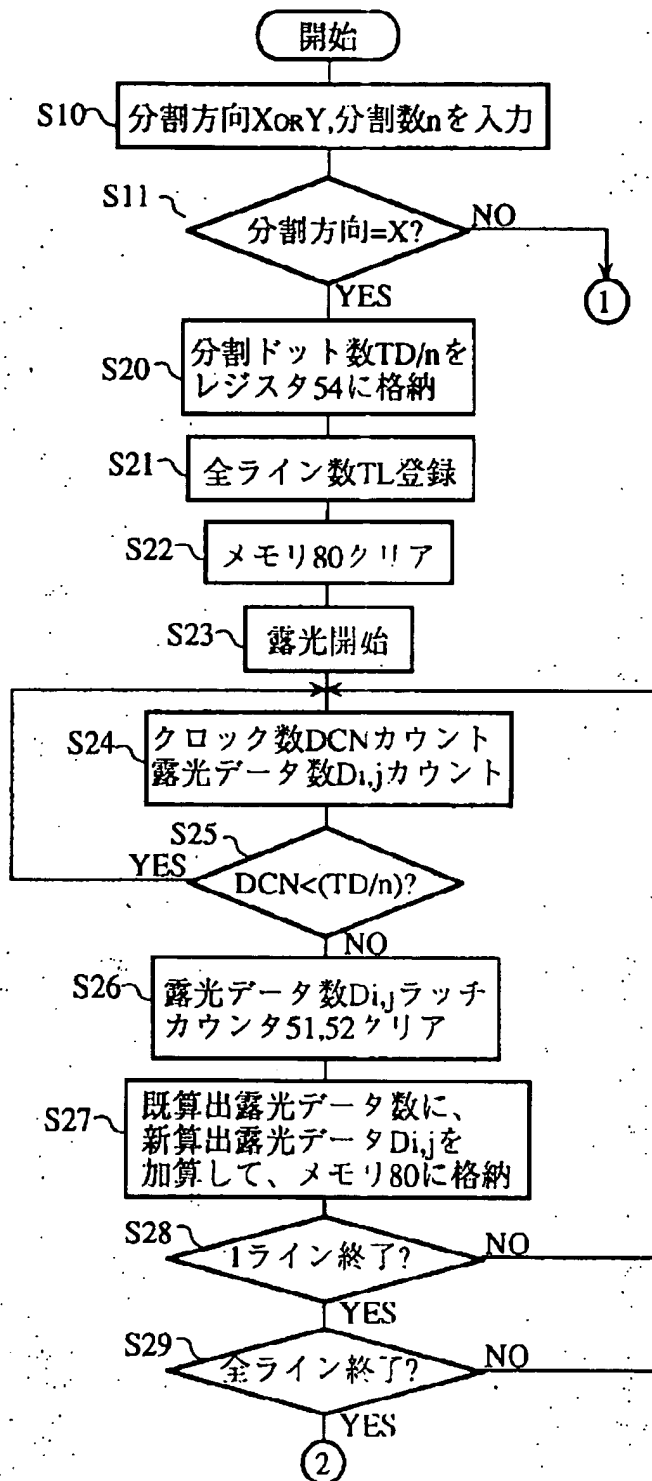 開始
S10
分割方向XORY,分割数nを入力
S11
分割方向=X?
NO
1
YES
S20
分割ドット数TD/nを
レジスタ54に格納
S21
全ライン数TL登録
S22
メモリ80クリア
S23
露光開始
S24
クロック数DCNカウント
露光データ数Di,jカウント
S25
YES
DCN<(TD/n)?
NO
S26
露光データ数Di,jラッチ
カウンタ51,52クリア
S27
既算出露光データ数に、
新算出露光データDi,jを
加算して、メモリ80に格納
S28
1ライン終了?
NO
YES
S29
全ライン終了?
NO
YES
2